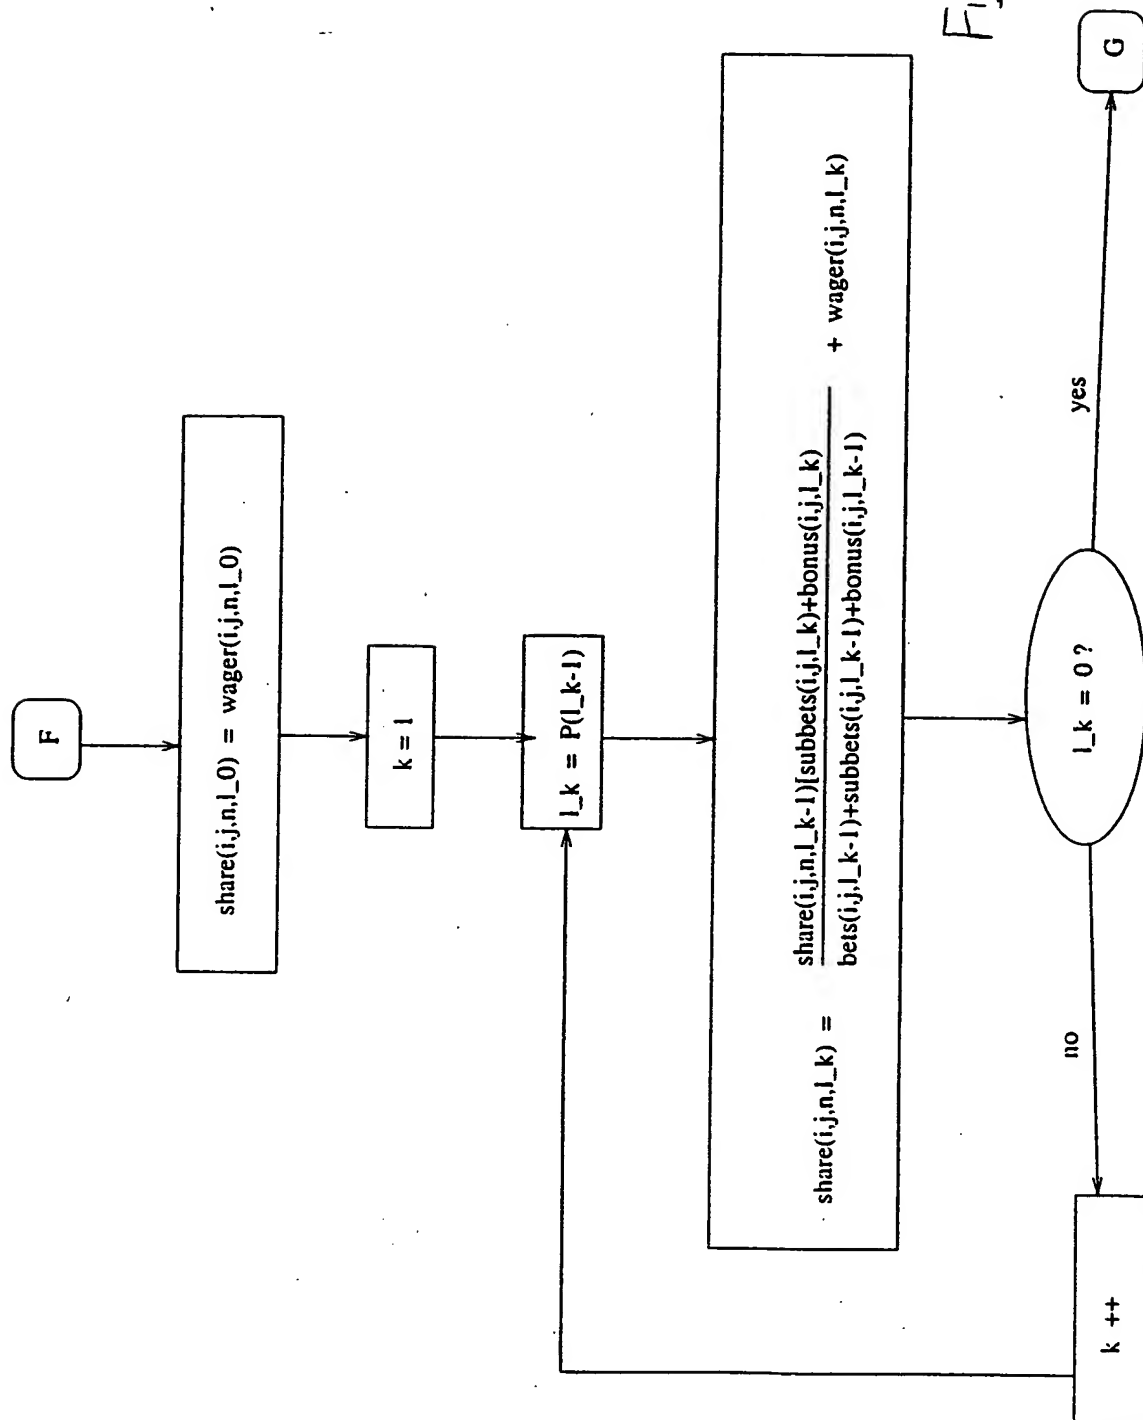 F
share(i,j,n,l_0) = wager(i,j,n,l_0)
k = 1
l_k = P(l_k-1)
share(i,j,n,l_k) = share(i,j,n,l_k-1)[subbets(i,j,l_k)+bonus(i,j,l_k) + wager(i,j,n,l_k)
bets(i,j,l_k-1)+subbets(i,j,l_k-1)+bonus(i,j,l_k-1)
l_k = 0 ?
no
yes
k ++
G